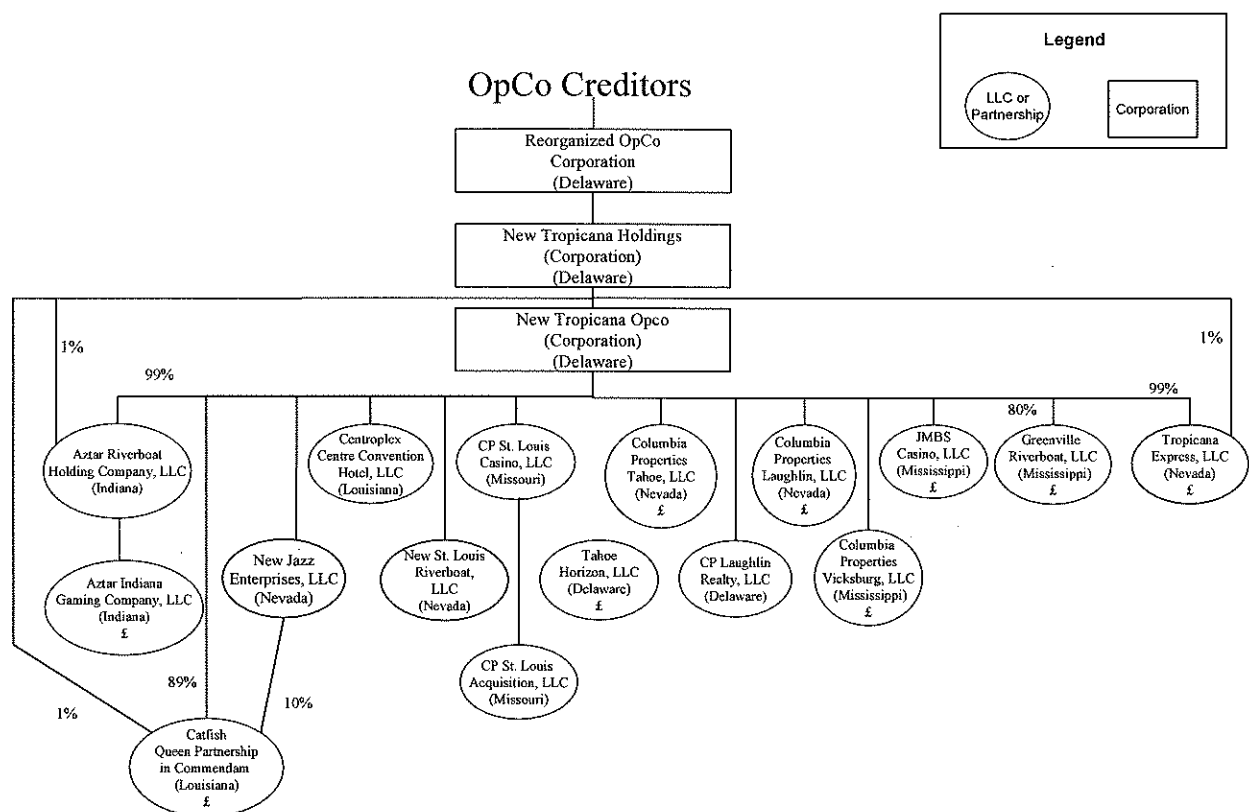 Legend
LLC or
Partnership
Corporation
OpCo Creditors
Reorganized OpCo
Corporation
(Delaware)
New Tropicana Holdings
(Corporation)
(Delaware)
New Tropicana Opco
(Corporation)
(Delaware)
1%
99%
1%
99%
80%
Aztar Riverboat
Holding Company, LLC
(Indiana)
Centroplex
Centre Convention
Hotel, LLC
(Louisiana)
CP St. Louis
Casino, LLC
(Missouri)
Columbia
Properties
Tahoe, LLC
(Nevada)
£
Columbia
Properties
Laughlin, LLC
(Nevada)
£
JMBS
Casino, LLC
(Mississippi)
£
Greenville
Riverboat, LLC
(Mississippi)
£
Tropicana
Express, LLC
(Nevada)
£
Aztar Indiana
Gaming Company, LLC
(Indiana)
£
New Jazz
Enterprises, LLC
(Nevada)
New St. Louis
Riverboat,
LLC
(Nevada)
Tahoe
Horizon, LLC
(Delaware)
£
CP Laughlin
Realty, LLC
(Delaware)
Columbia
Properties
Vicksburg, LLC
(Mississippi)
£
CP St. Louis
Acquisition, LLC
(Missouri)
1%
89%
10%
Catfish
Queen Partnership
in Commendam
(Louisiana)
£